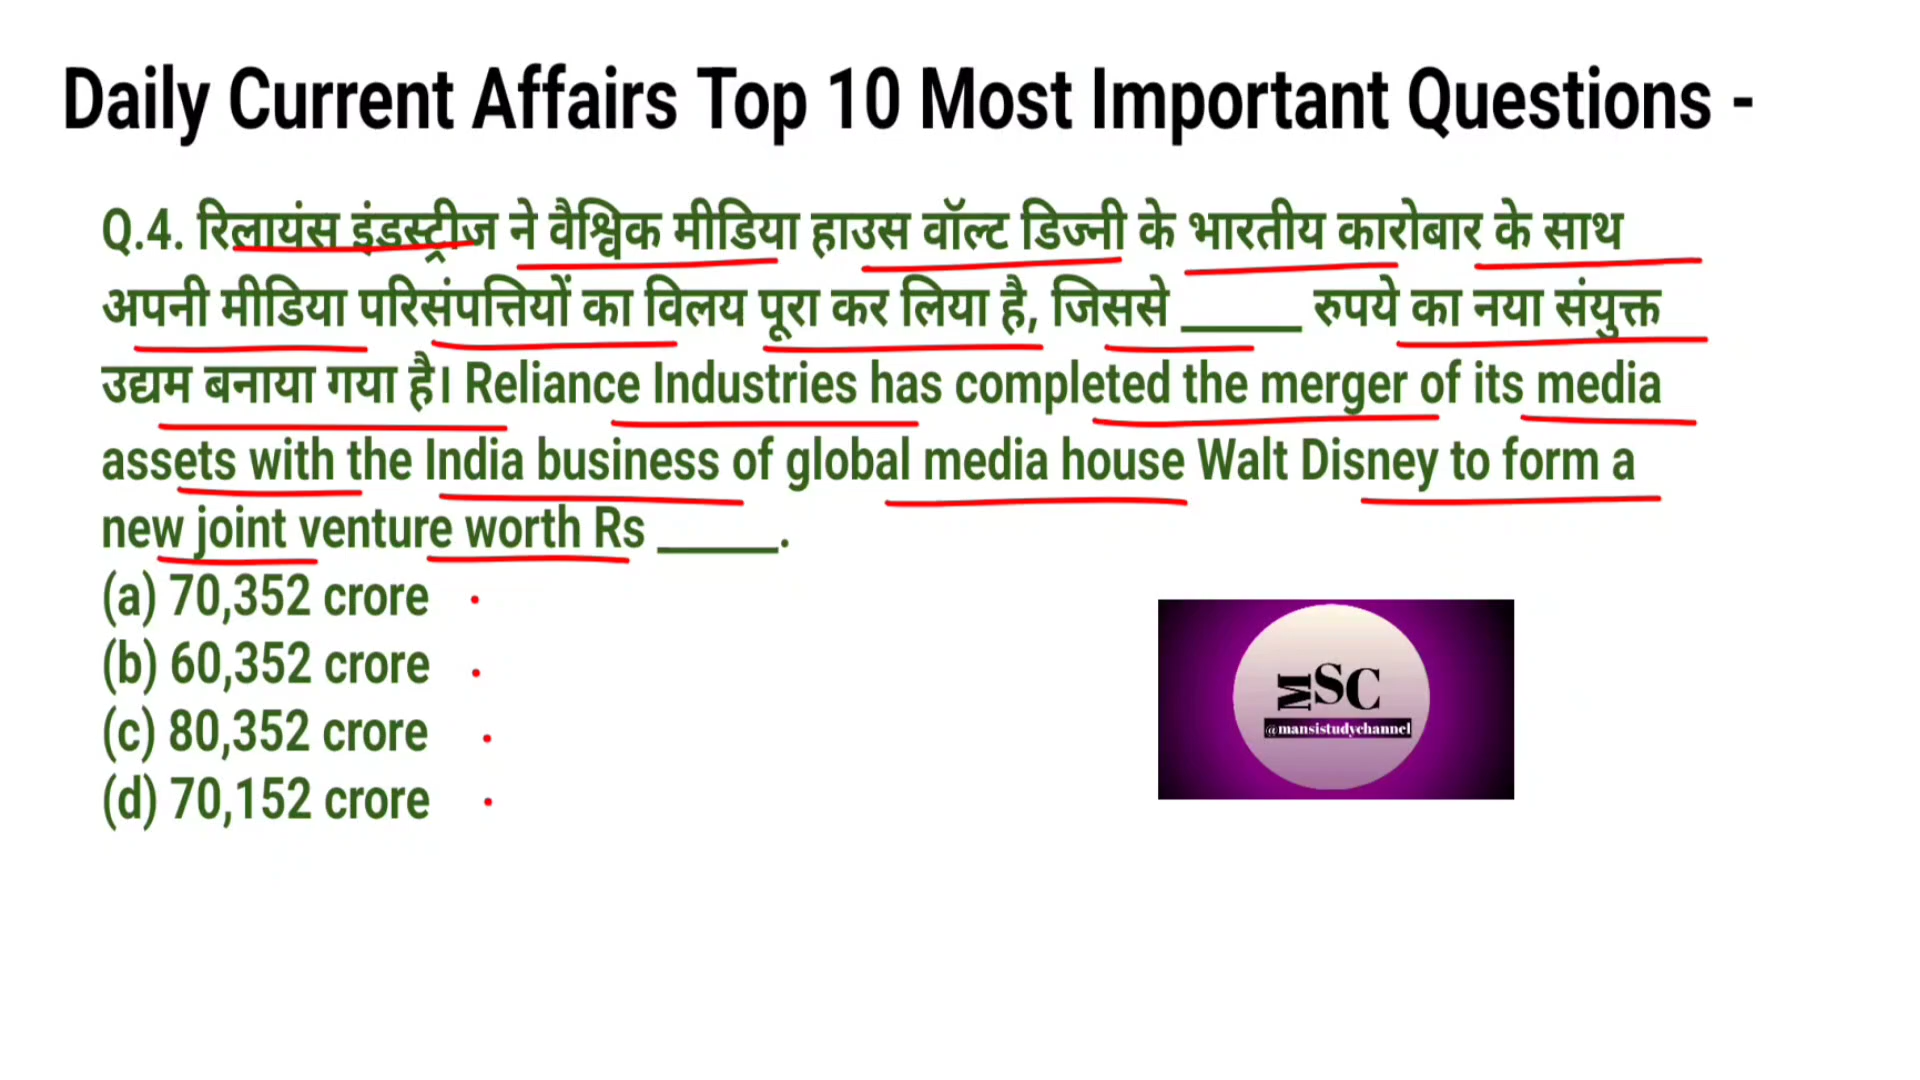 Daily Current Affairs Top 10 Most Important Questions -
Q.4. रिलायंस इंडस्ट्रीज ने वैश्विक मीडिया हाउस वॉल्ट डिज्नी के भारतीय कारोबार के साथ
अपनी मीडिया परिसंपत्तियों का विलय पूरा कर लिया है, जिससे _____ रुपये का नया संयुक्त
उद्यम बनाया गया है। Reliance Industries has completed the merger of its media
assets with the India business of global media house Walt Disney to form a
new joint venture worth Rs _____.
(a) 70,352 crore
(b) 60,352 crore
(c) 80,352 crore
(d) 70,152 crore
MSC
@mansistudychannel